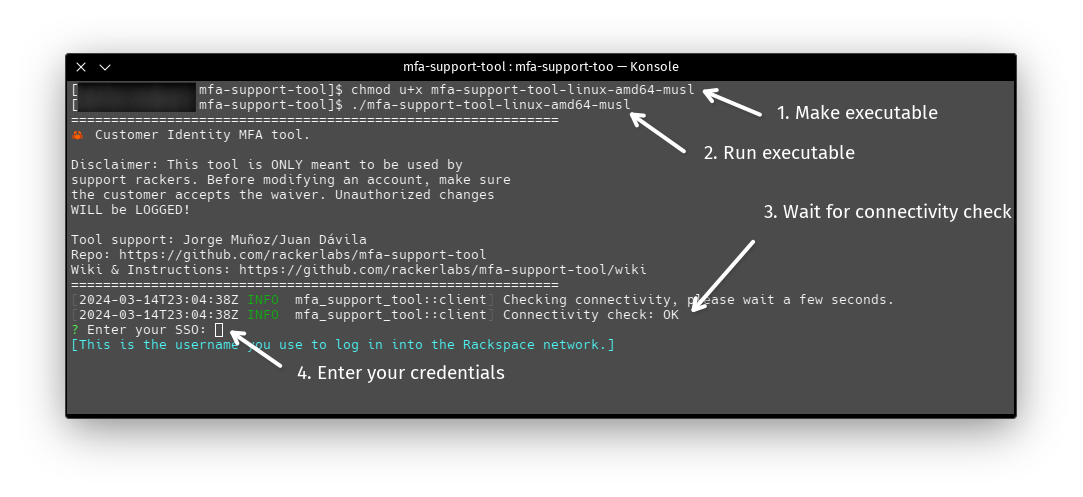 mfa-support-tool : mfa-support-too — Konsole
[ mfa-support-tool]$ chmod u+x mfa-support-tool-linux-amd64-musl
1. Make executable
[ mfa-support-tool]$ ./mfa-support-tool-linux-amd64-musl
2. Run executable
=============================================================
🦀 Customer Identity MFA tool.
Disclaimer: This tool is ONLY meant to be used by
support rackers. Before modifying an account, make sure
the customer accepts the waiver. Unauthorized changes
WILL be LOGGED!
3. Wait for connectivity check
Tool support: Jorge Muñoz/Juan Dávila
Repo: https://github.com/rackerlabs/mfa-support-tool
Wiki & Instructions: https://github.com/rackerlabs/mfa-support-tool/wiki
=============================================================
[2024-03-14T23:04:38Z INFO  mfa_support_tool::client] Checking connectivity, please wait a few seconds.
[2024-03-14T23:04:38Z INFO  mfa_support_tool::client] Connectivity check: OK
? Enter your SSO:
[This is the username you use to log in into the Rackspace network.]
4. Enter your credentials